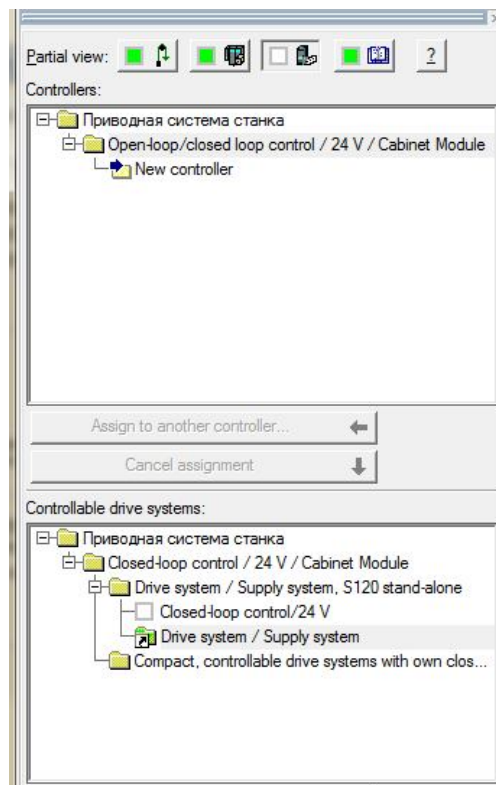 Partial view:
?
Controllers:
Приводная система станка
Open-loop/closed loop control / 24 V / Cabinet Module
New controller
Assign to another controller...
Cancel assignment
Controllable drive systems:
Приводная система станка
Closed-loop control / 24 V / Cabinet Module
Drive system / Supply system, S120 stand-alone
Closed-loop control/24 V
Drive system / Supply system
Compact, controllable drive systems with own clos...